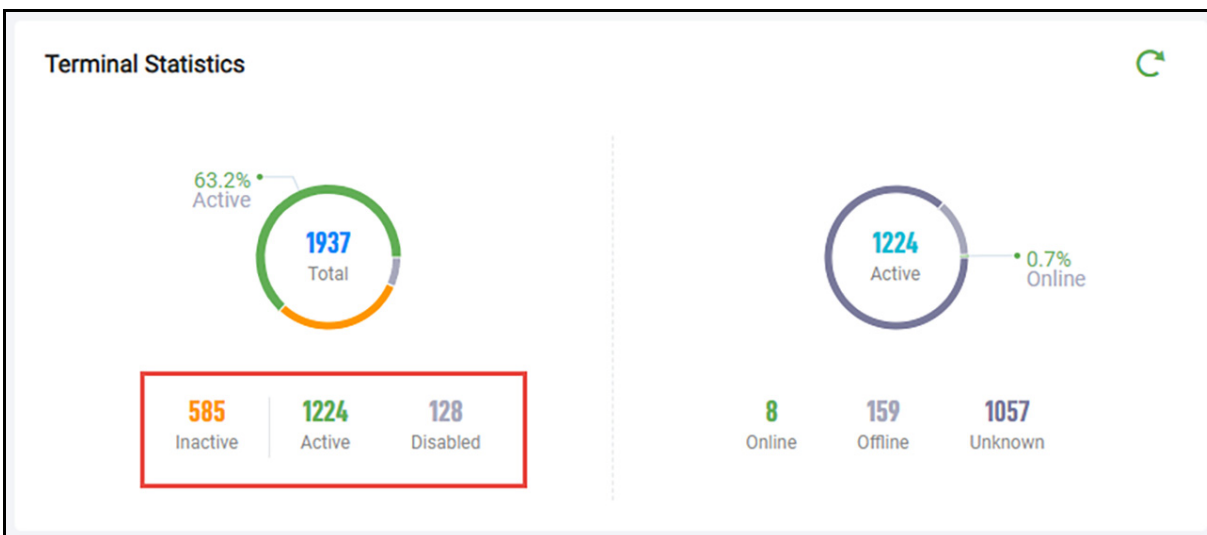 Terminal Statistics
63.2%
Active
1937
Total
585 1224 128
Inactive Active Disabled
1224
Active
0.7%
Online
8 159 1057
Online Offline Unknown